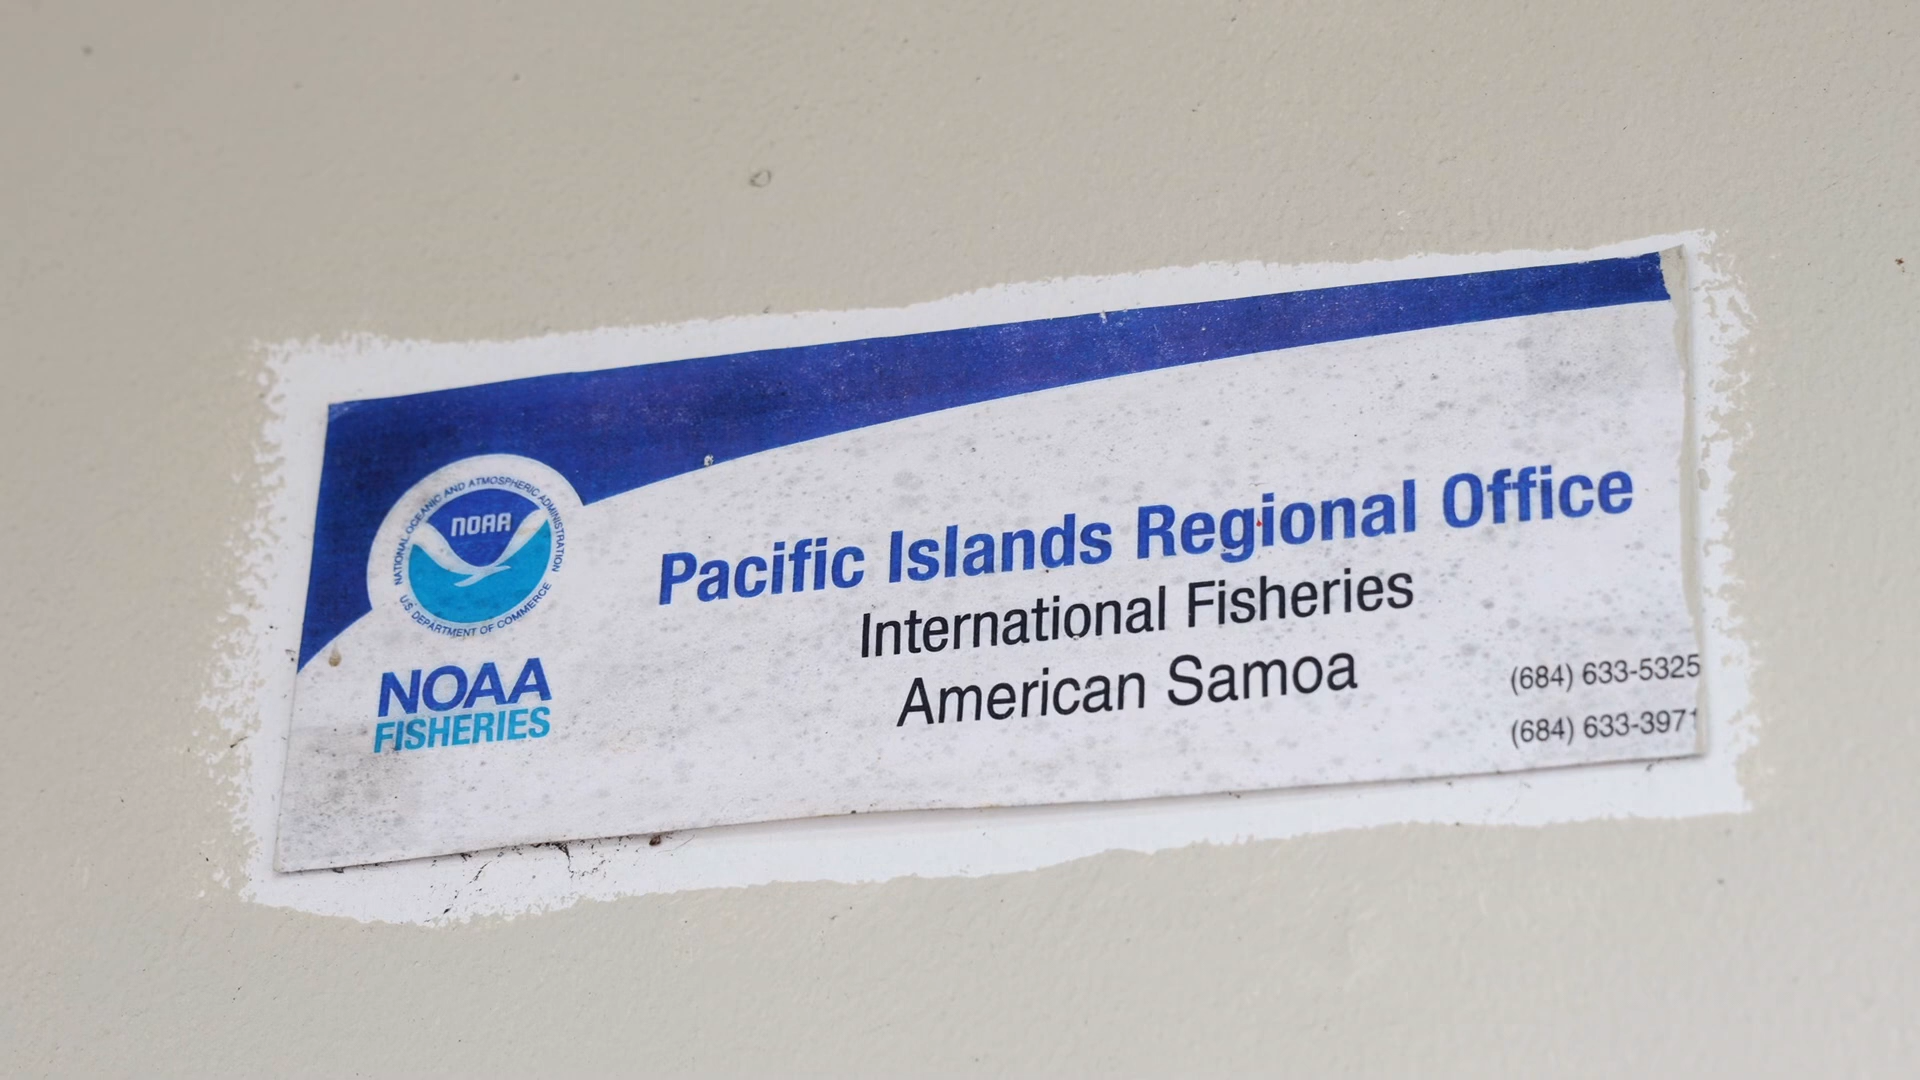 NATIONAL OCEANIC AND ATMOSPHERIC ADMINISTRATION
NOAA
U.S. DEPARTMENT OF COMMERCE
NOAA
FISHERIES
Pacific Islands Regional Office
International Fisheries
American Samoa
(684) 633-5325
(684) 633-3971